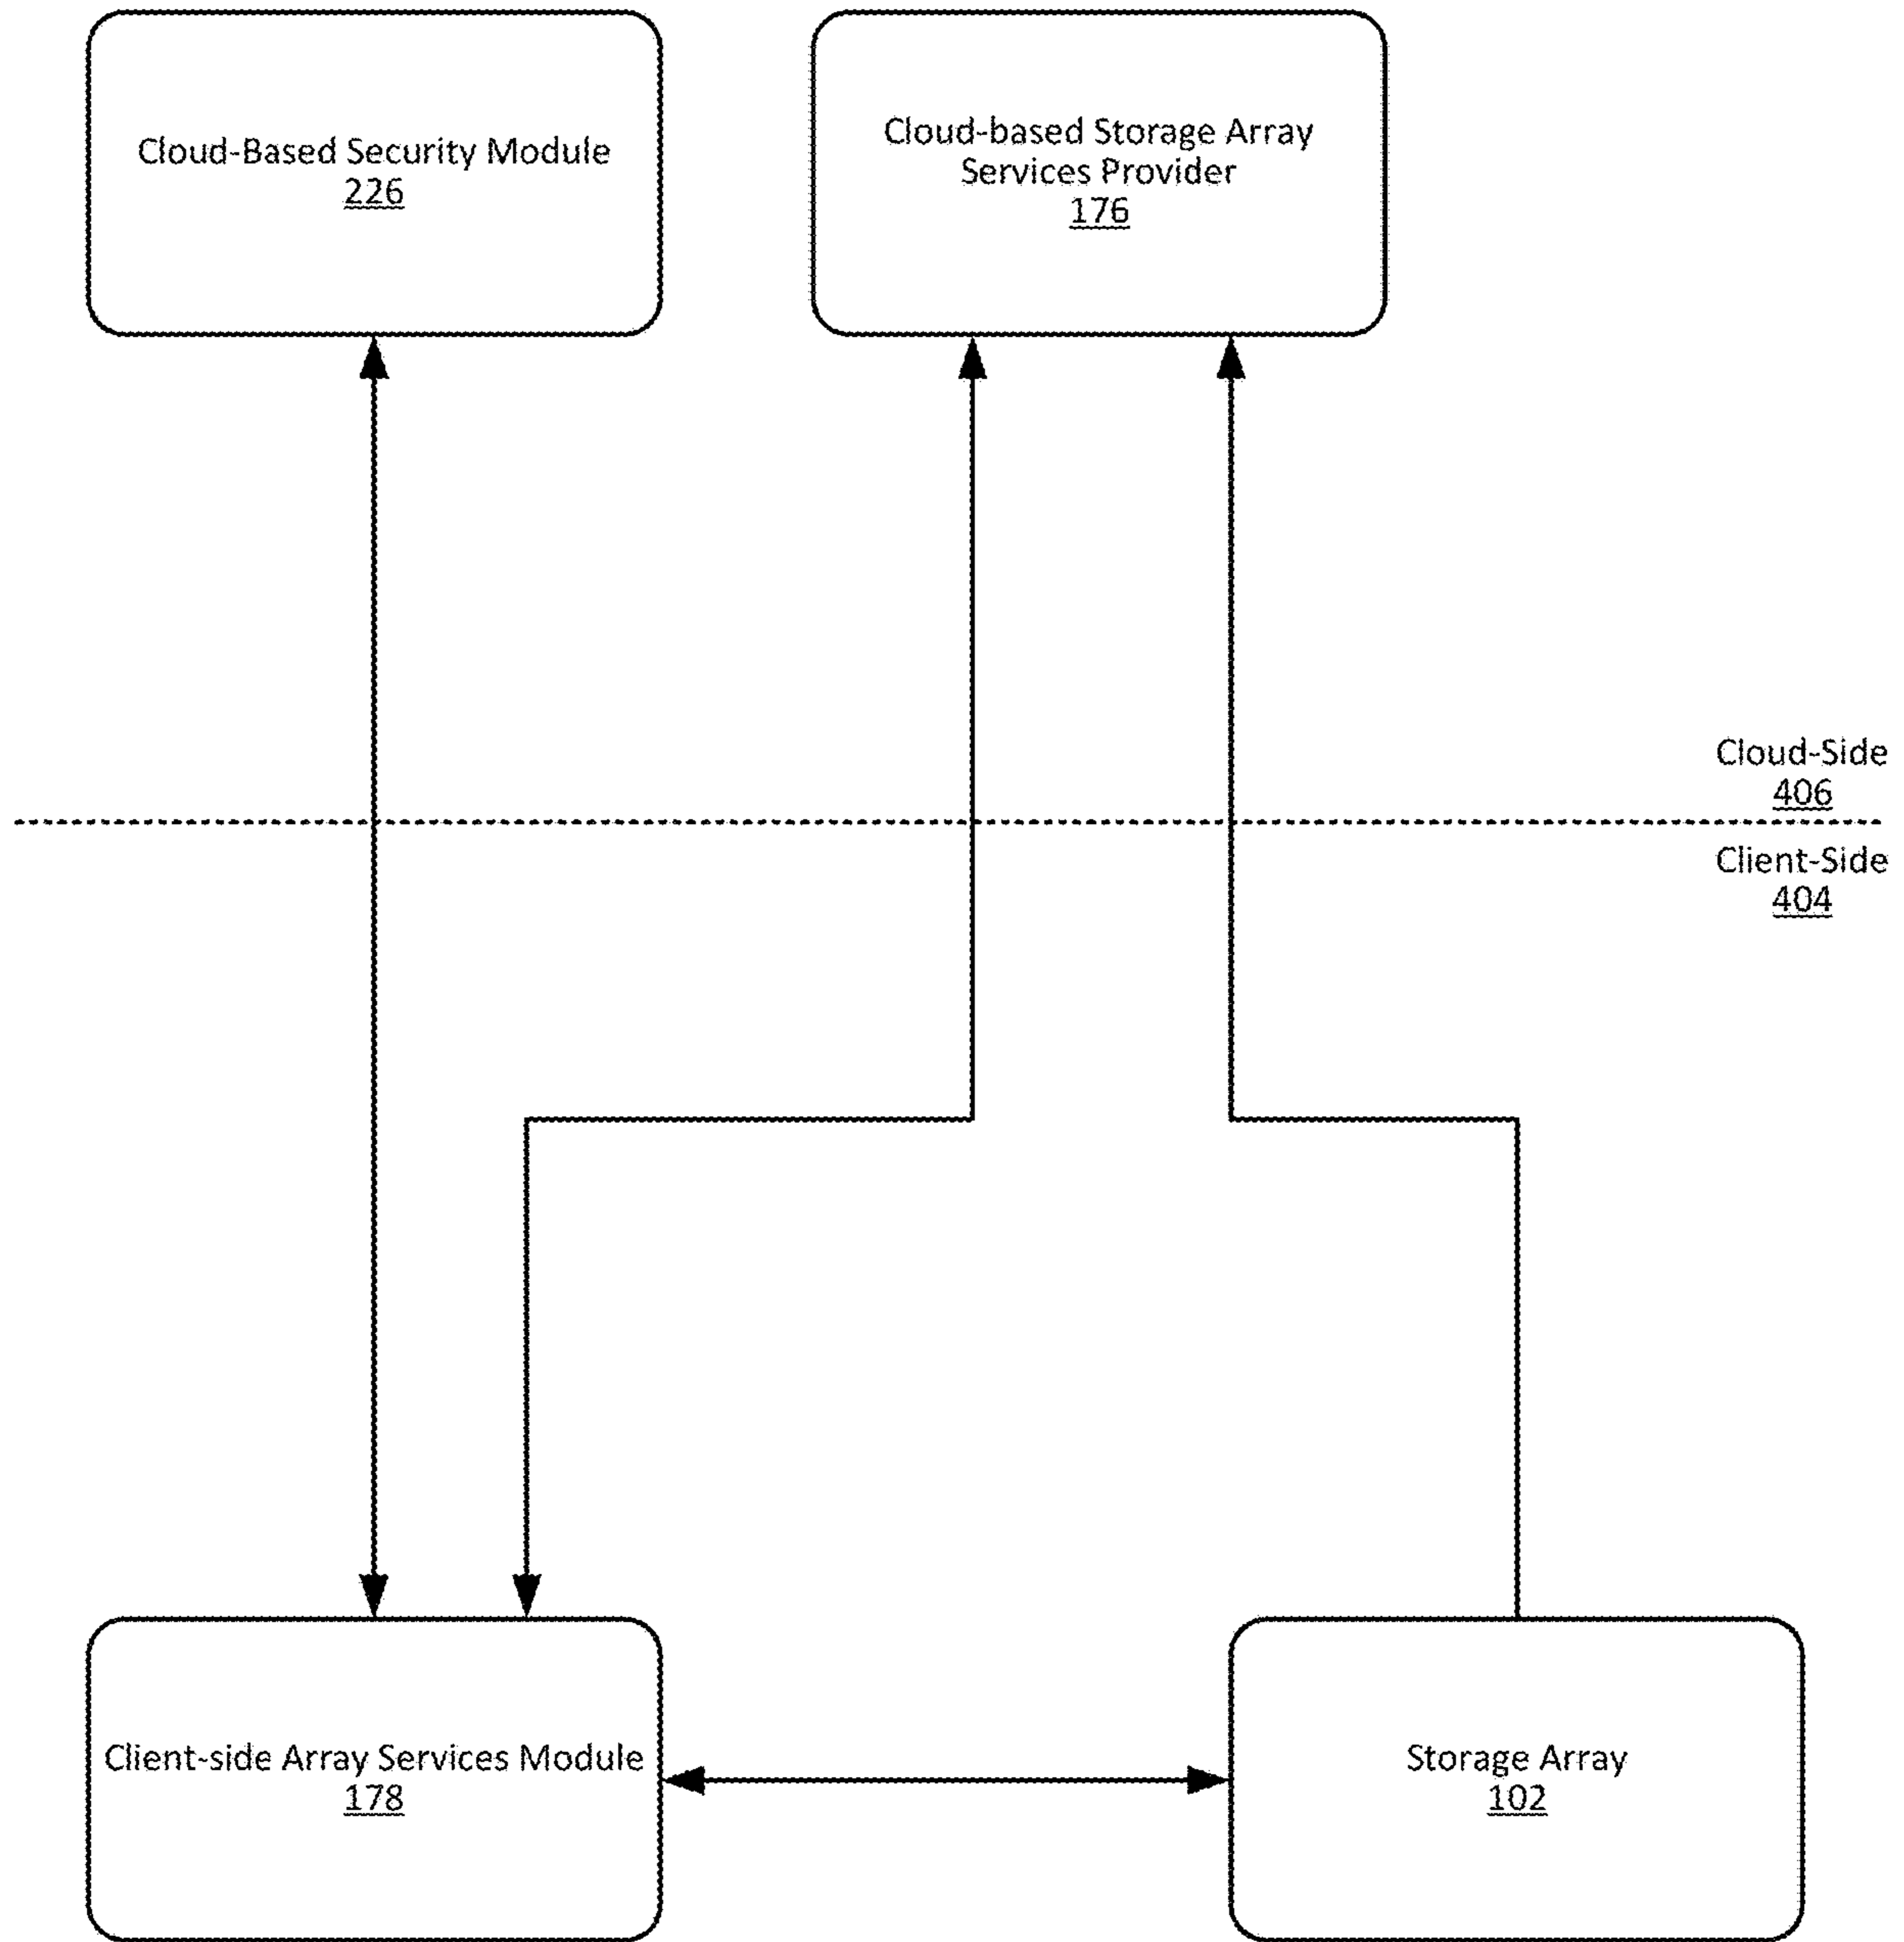 Cloud-Based Security Module
226
Cloud-based Storage Array
Services Provider
176
Cloud-Side
406
Client-Side
404
Client-side Array Services Module
178
Storage Array
102